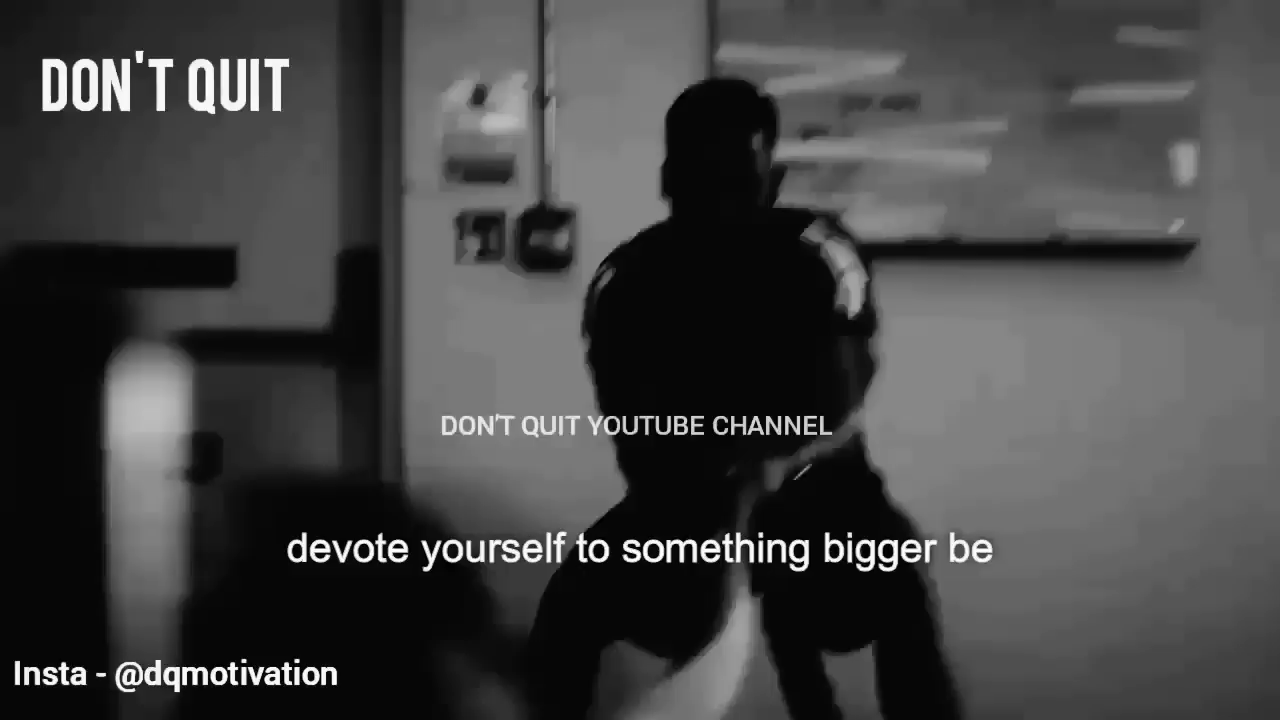 DON'T QUIT
DON'T QUIT YOUTUBE CHANNEL
devote yourself to something bigger be
Insta - @dqmotivation